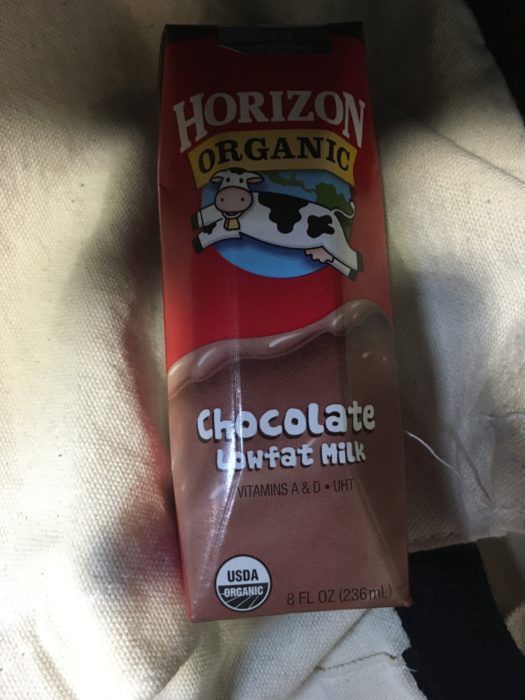 HORIZON
ORGANIC
Chocolate
Lowfat Milk
VITAMINS A & D • UHT
USDA
ORGANIC
8 FL OZ (236mL)